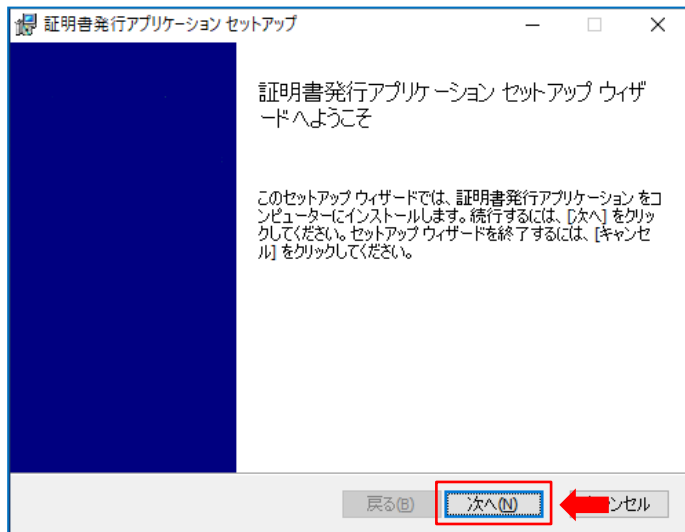 証明書発行アプリケーション セットアップ
証明書発行アプリケーション セットアップ ウィザ
ードへようこそ
このセットアップ ウィザードでは、証明書発行アプリケーション をコ
ンピューターにインストールします。続行するには、[次へ] をクリッ
クしてください。セットアップ ウィザードを終了するには、[キャンセ
ル] をクリックしてください。
戻る(B)
次へ(N)
ンセル